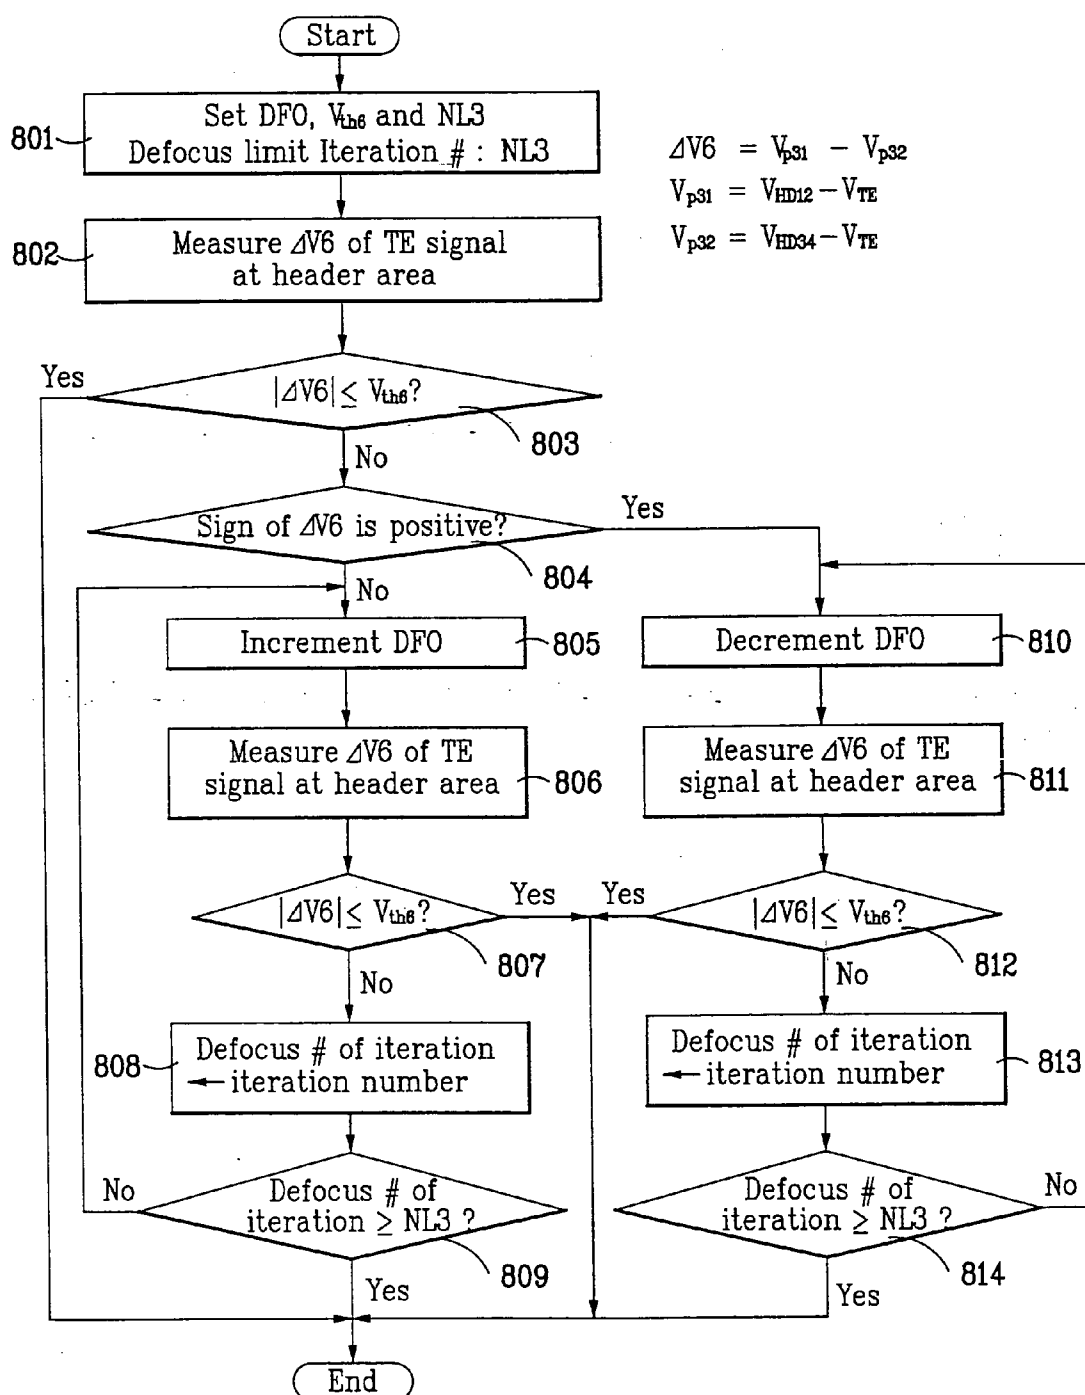 Start
801
Set DFO, Vth6 and NL3
Defocus limit Iteration # : NL3
ΔV6 = Vp31 - Vp32
Vp31 = VHD12 - VTE
Vp32 = VHD34 - VTE
802
Measure ΔV6 of TE signal
at header area
Yes
|ΔV6| ≤ Vth6?
803
No
Sign of ΔV6 is positive?
Yes
804
No
Increment DFO
805
Decrement DFO
810
Measure ΔV6 of TE
signal at header area
806
Measure ΔV6 of TE
signal at header area
811
|ΔV6| ≤ Vth6?
Yes
807
Yes
|ΔV6| ≤ Vth6?
812
No
No
808
Defocus # of iteration
← iteration number
Defocus # of iteration
← iteration number
813
No
Defocus # of
iteration ≥ NL3 ?
809
Defocus # of
iteration ≥ NL3 ?
No
814
Yes
Yes
End